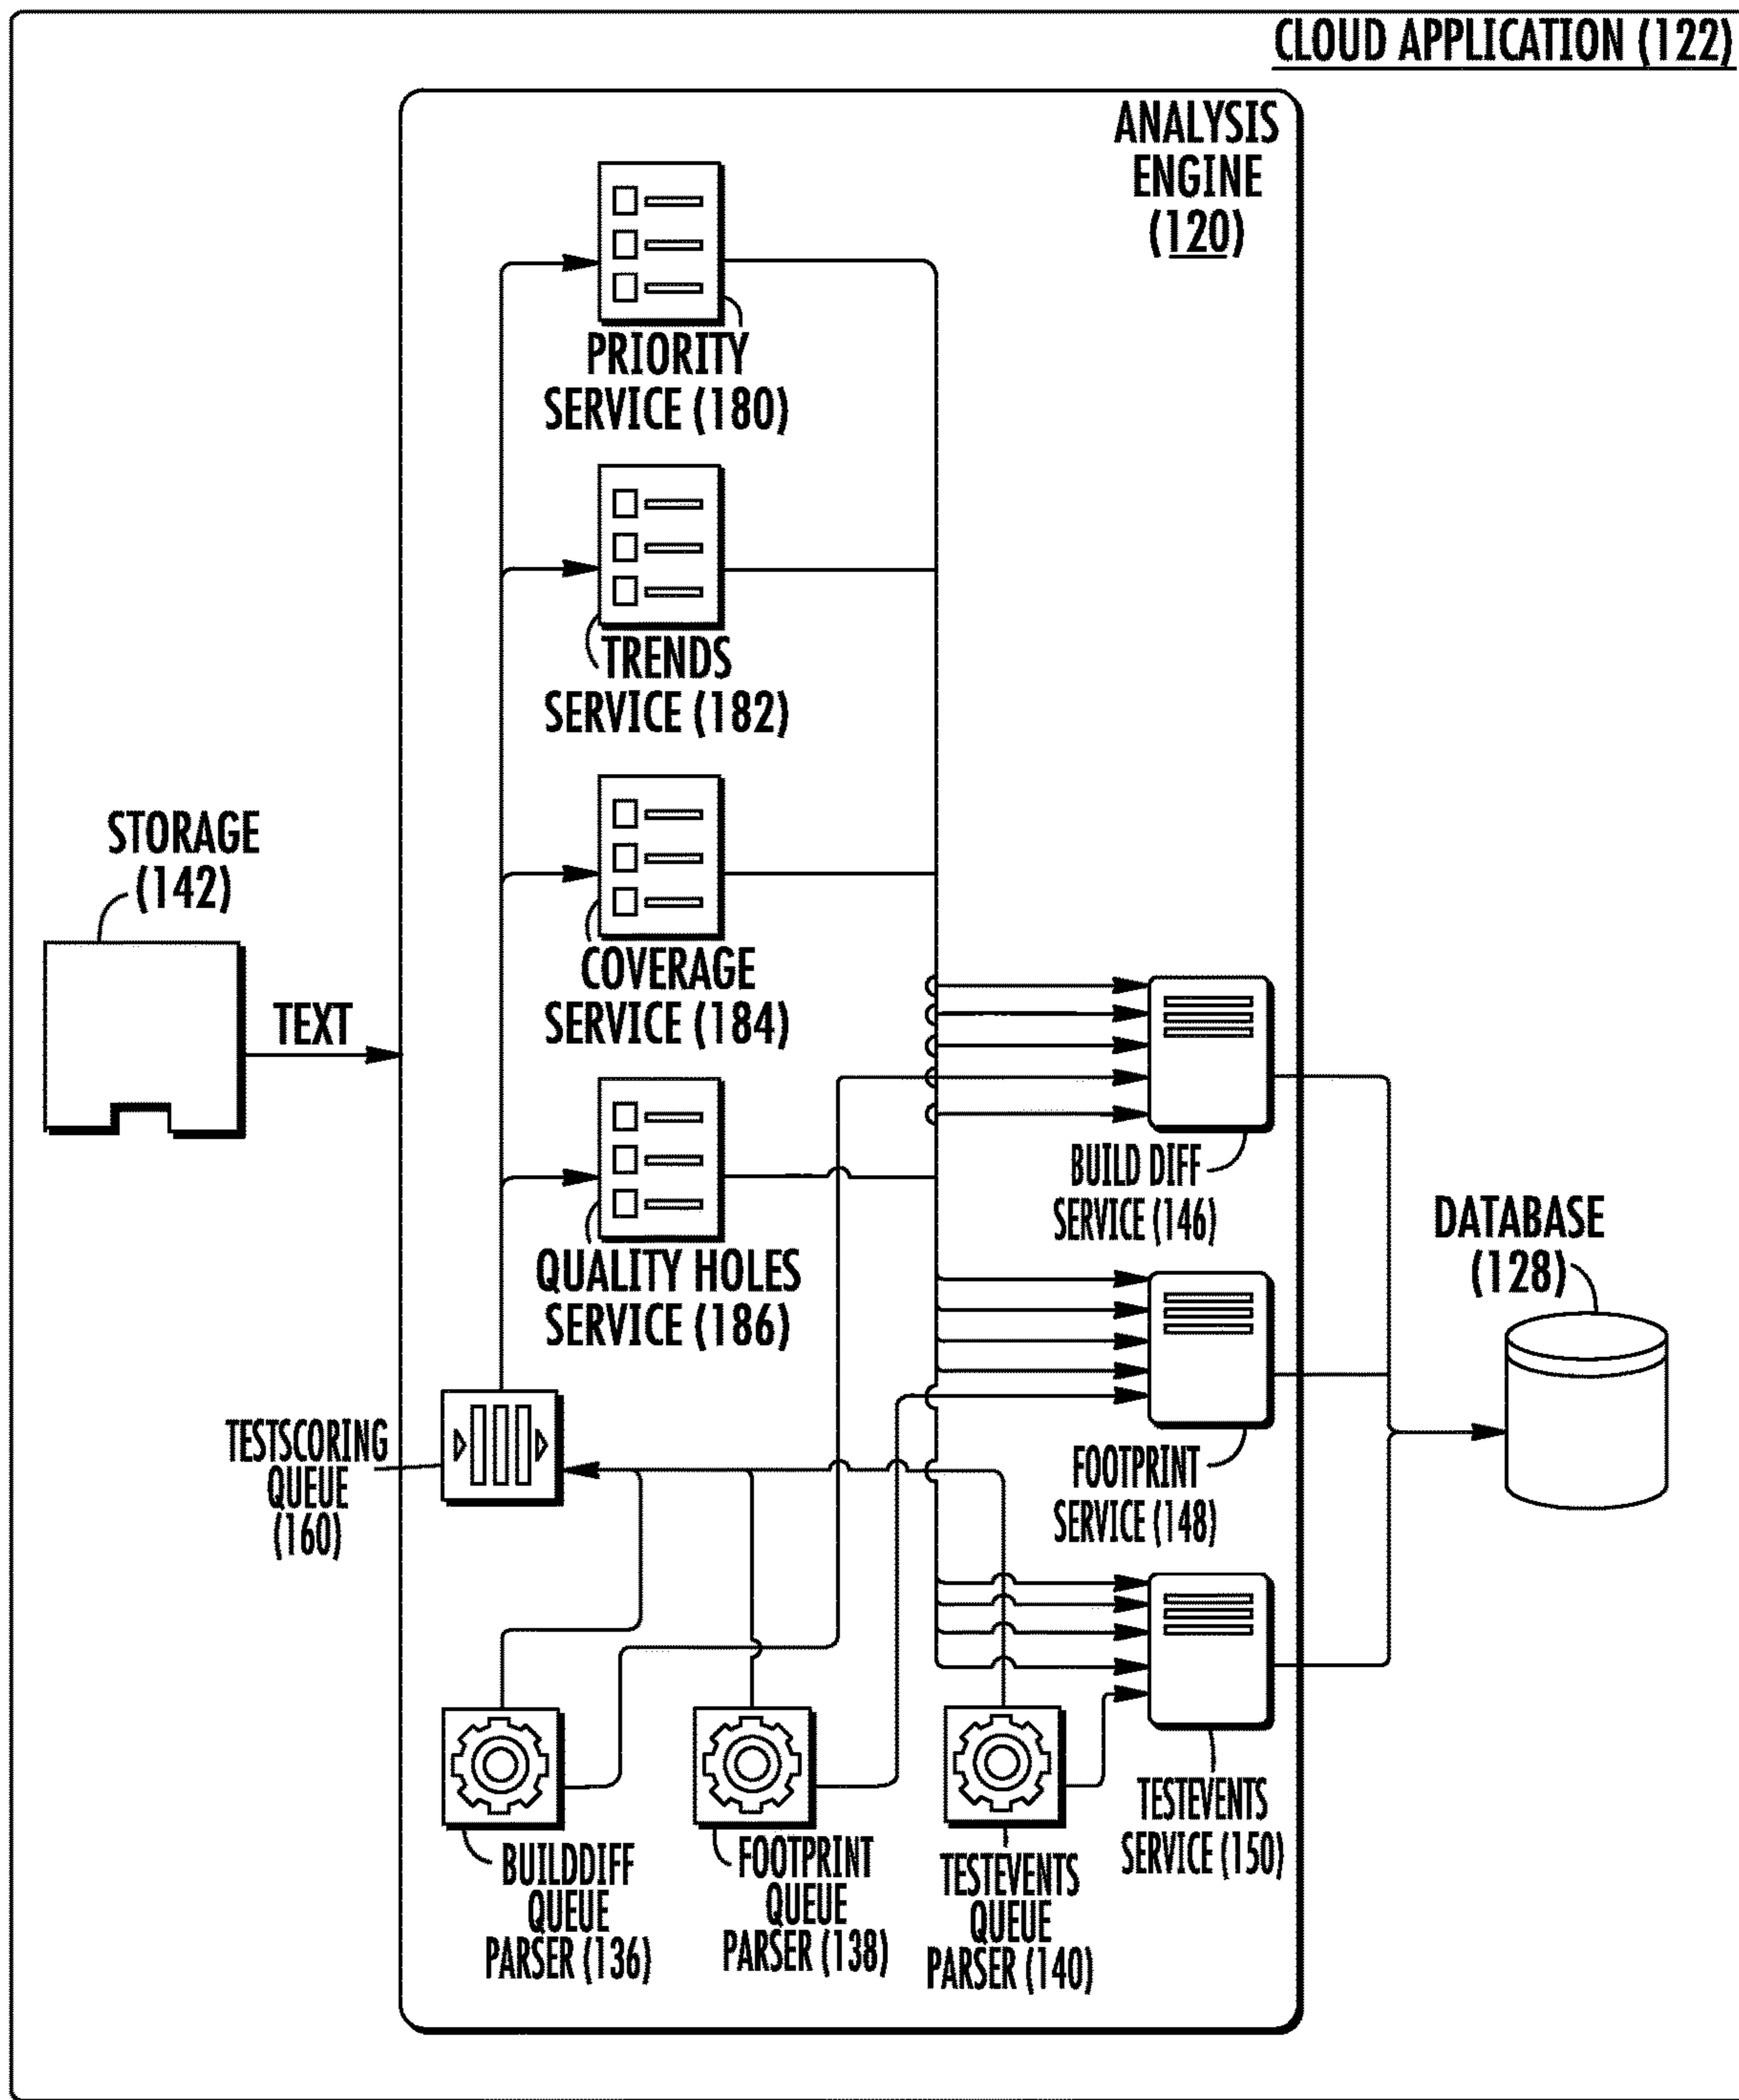 CLOUD APPLICATION (122)
ANALYSIS
ENGINE
(120)
PRIORITY
SERVICE (180)
TRENDS
SERVICE (182)
STORAGE
(142)
TEXT
COVERAGE
SERVICE (184)
BUILD DIFF
SERVICE (146)
DATABASE
(128)
QUALITY HOLES
SERVICE (186)
TESTSCORING
QUEUE
(160)
FOOTPRINT
SERVICE (148)
TESTEVENTS
SERVICE (150)
BUILDDIFF
QUEUE
PARSER (136)
FOOTPRINT
QUEUE
PARSER (138)
TESTEVENTS
QUEUE
PARSER (140)